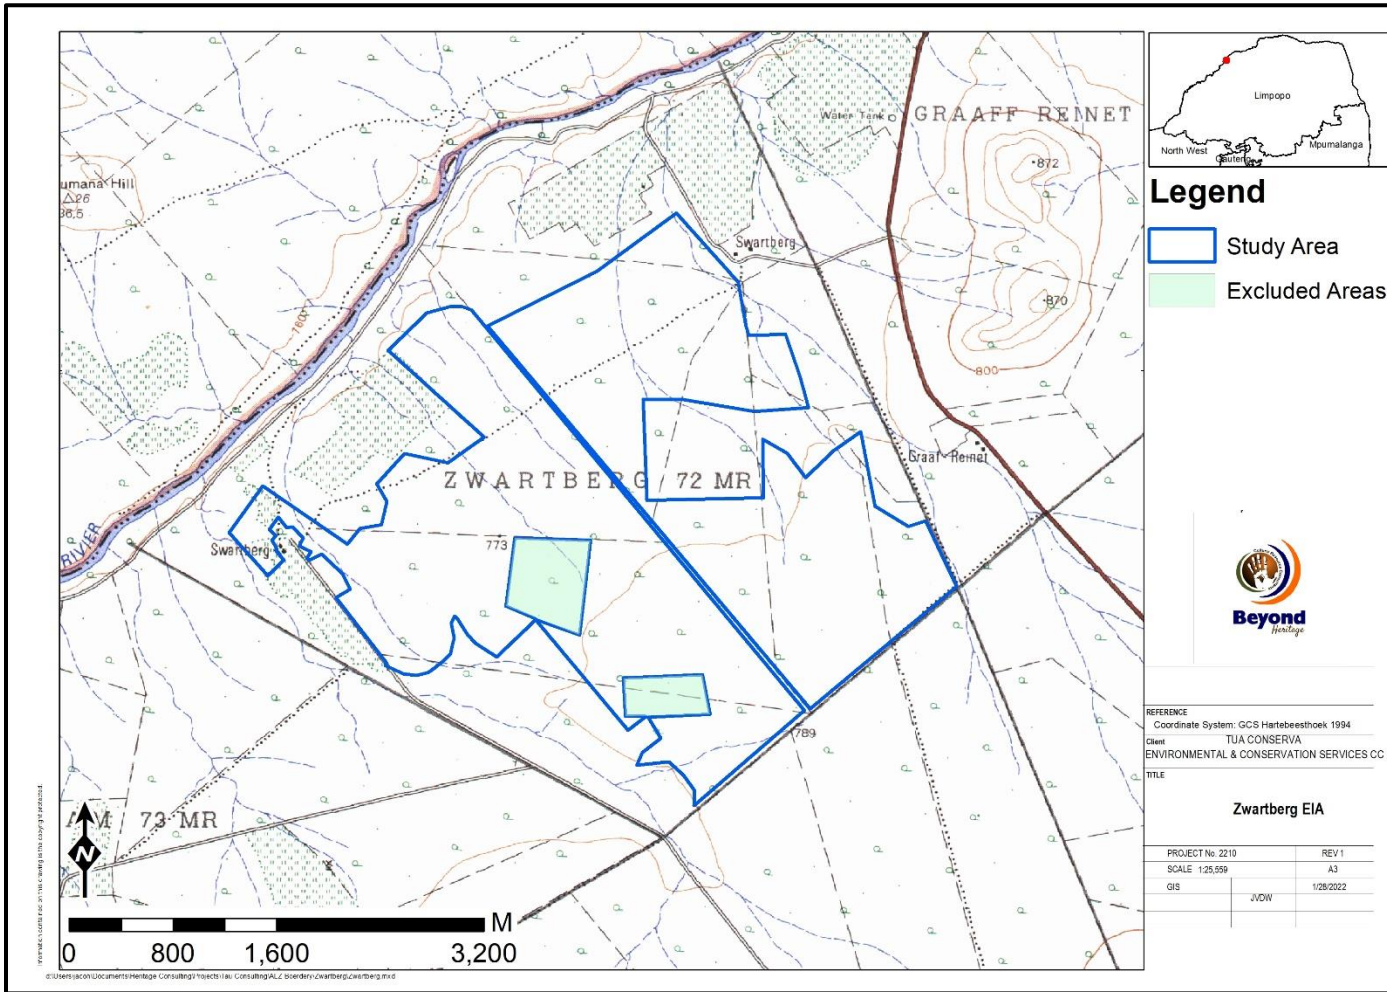 GRAAFF REINET
Water Tank
872
umana Hill
26
36,5
Swartberg
760
870
800
Graaf-Reinet
ZWARTBERG 72 MR
773
Swartberg
RIVIER
789
73 MR
N
M
0 800 1,600 3,200
Limpopo
North West
Gauteng
Mpumalanga
Legend
Study Area
Excluded Areas
Beyond
Heritage
REFERENCE
Coordinate System: GCS Hartebeesthoek 1994
Client TUA CONSERVA
ENVIRONMENTAL & CONSERVATION SERVICES CC
TITLE
Zwartberg EIA
PROJECT No. 2210 REV 1
SCALE 1:25,559 A3
GIS JVDW 1/28/2022